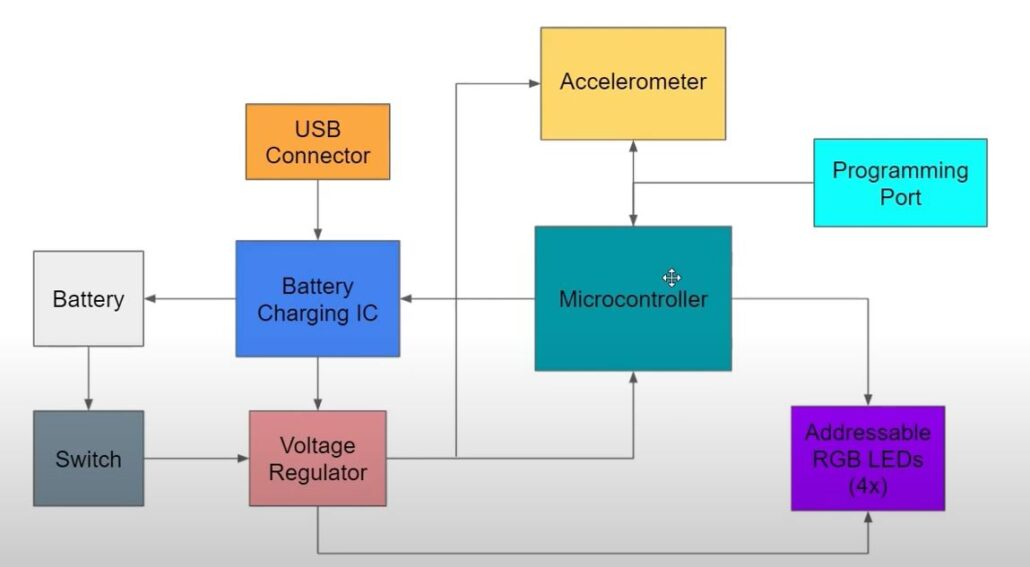 Accelerometer
USB
Connector
Programming
Port
Battery
Battery
Charging IC
Microcontroller
Switch
Voltage
Regulator
Addressable
RGB LEDs
(4x)